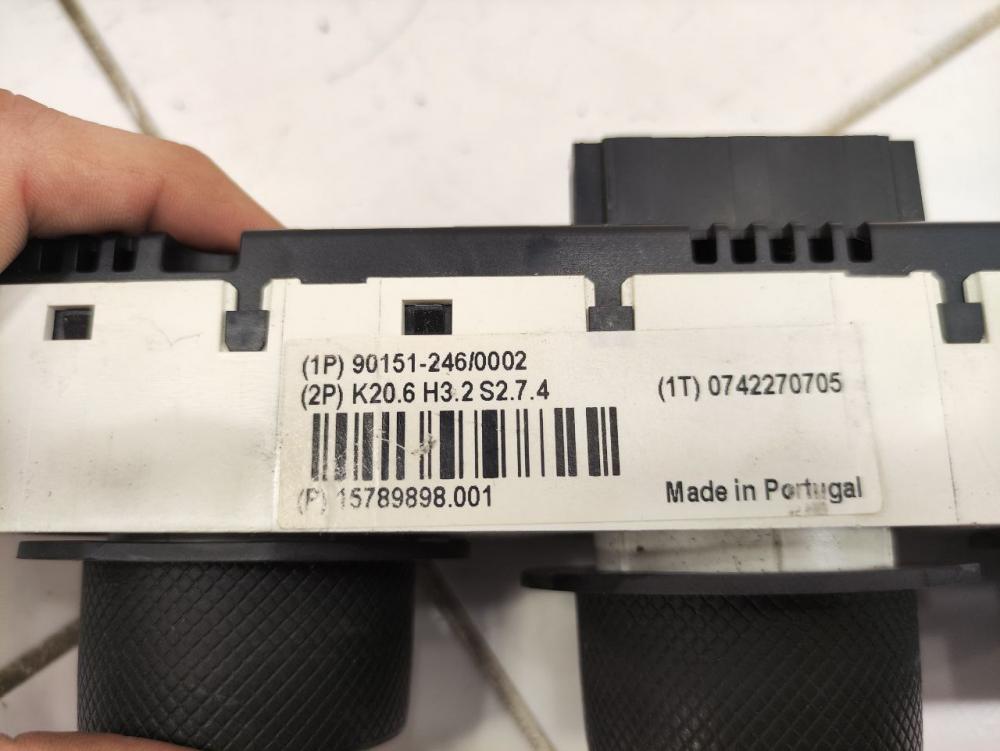 (1P) 90151-246/0002
(2P) K20.6 H3.2 S2.7.4
(1T) 0742270705
(P) 15789898.001
Made in Portugal